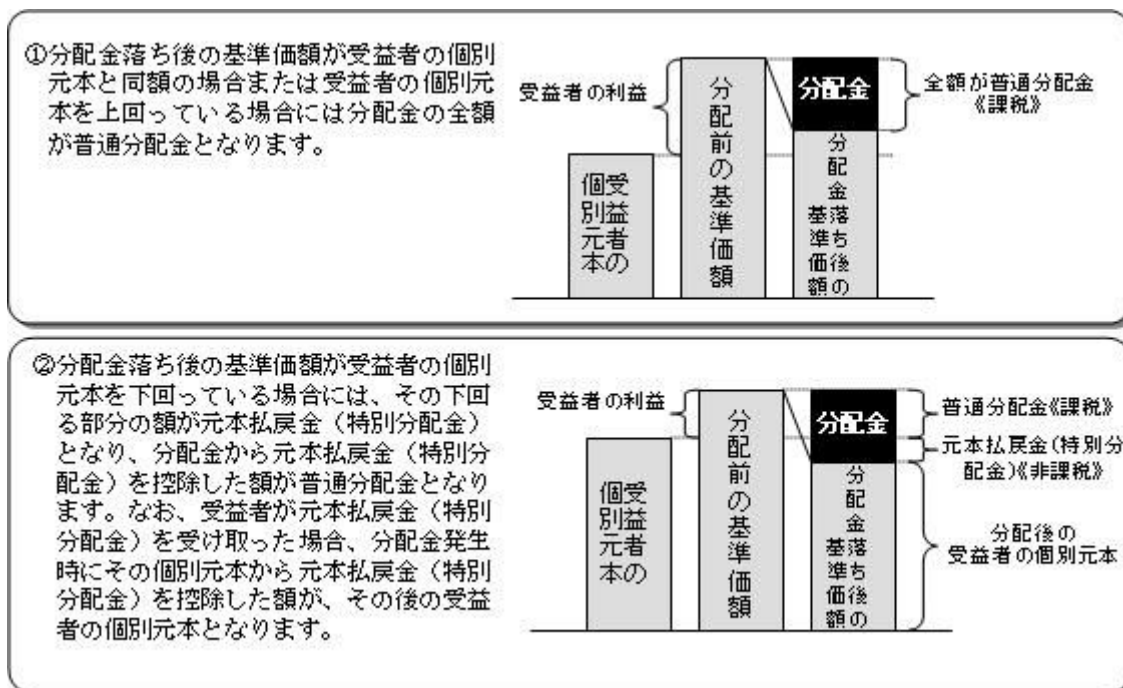 ①分配金落ち後の基準価額が受益者の個別
元本と同額の場合または受益者の個別元
本を上回っている場合には分配金の全額
が普通分配金となります。
受益者の利益
受益者の
個別元本
分配前の基準価額
分配金
分配金落ち後の
基準価額
全額が普通分配金
《課税》
②分配金落ち後の基準価額が受益者の個別
元本を下回っている場合には、その下回
る部分の額が元本払戻金（特別分配金）
となり、分配金から元本払戻金（特別分
配金）を控除した額が普通分配金となり
ます。なお、受益者が元本払戻金（特別
分配金）を受け取った場合、分配金発生
時にその個別元本から元本払戻金（特別
分配金）を控除した額が、その後の受益
者の個別元本となります。
受益者の利益
受益者の
個別元本
分配前の基準価額
分配金
分配金落ち後の
基準価額
普通分配金《課税》
元本払戻金(特別分
配金)《非課税》
分配後の
受益者の個別元本